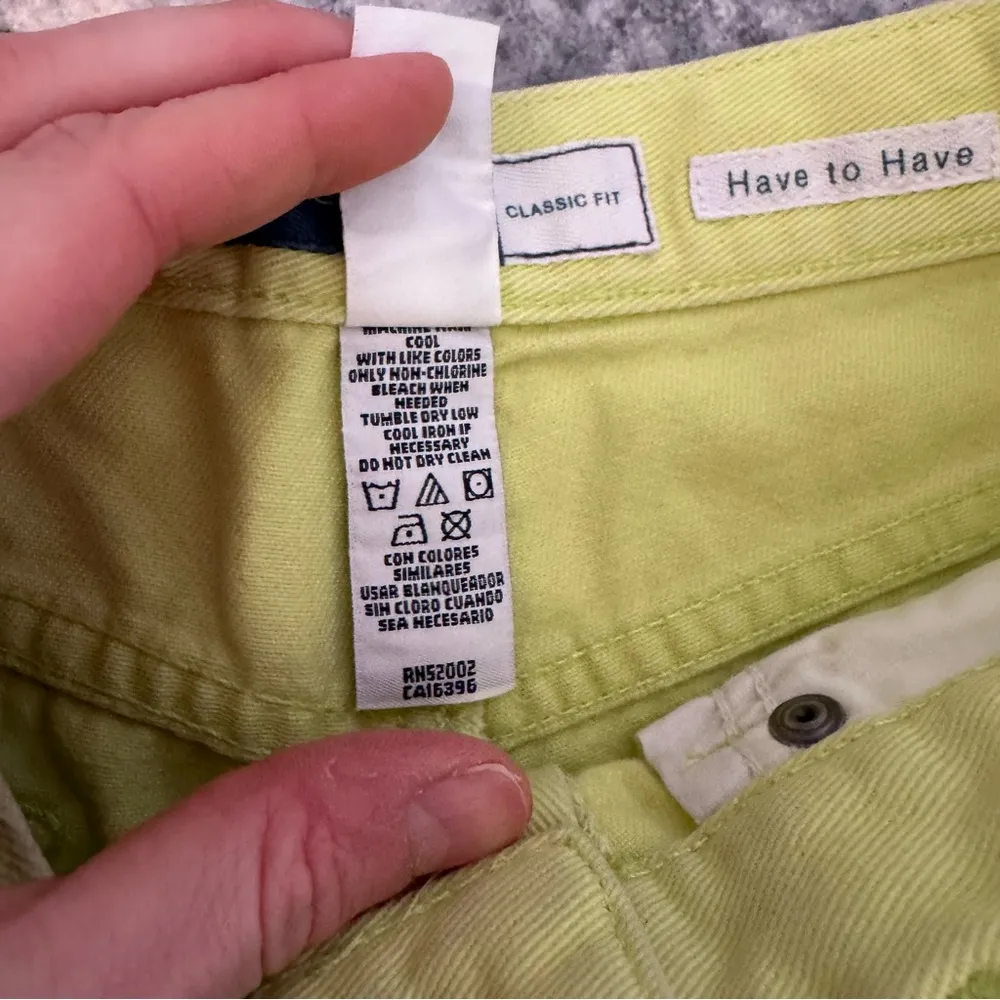 CLASSIC FIT
Have to Have
MACHINE WASH
COOL
WITH LIKE COLORS
ONLY NON-CHLORINE
BLEACH WHEN
NEEDED
TUMBLE DRY LOW
COOL IRON IF
NECESSARY
DO NOT DRY CLEAN
CON COLORES
SIMILARES
USAR BLANQUEADOR
SIN CLORO CUANDO
SEA NECESARIO
RN52002
CA16396